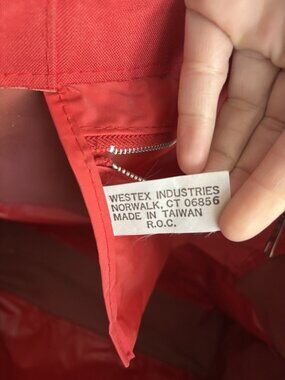 WESTEX INDUSTRIES
NORWALK, CT 06856
MADE IN TAIWAN
R.O.C.